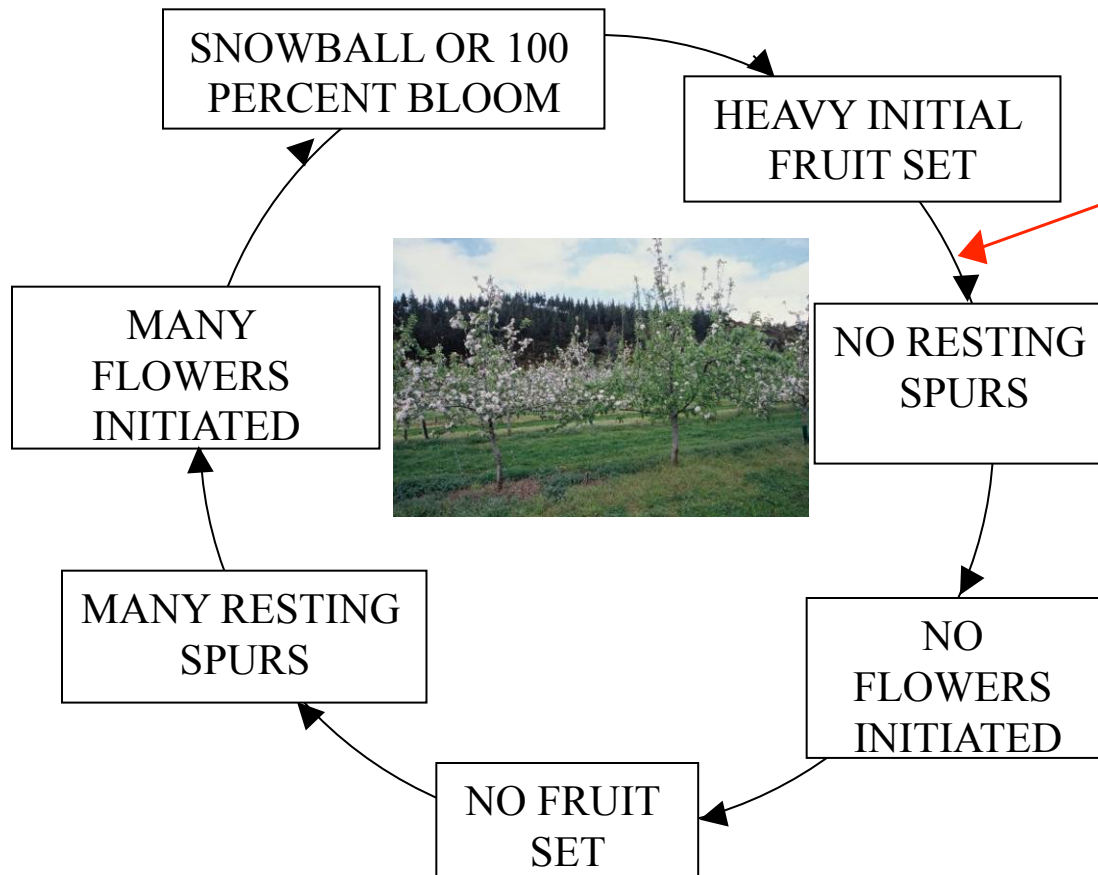 SNOWBALL OR 100
PERCENT BLOOM
HEAVY INITIAL
FRUIT SET
NO RESTING
SPURS
NO
FLOWERS
INITIATED
NO FRUIT
SET
MANY RESTING
SPURS
MANY
FLOWERS
INITIATED